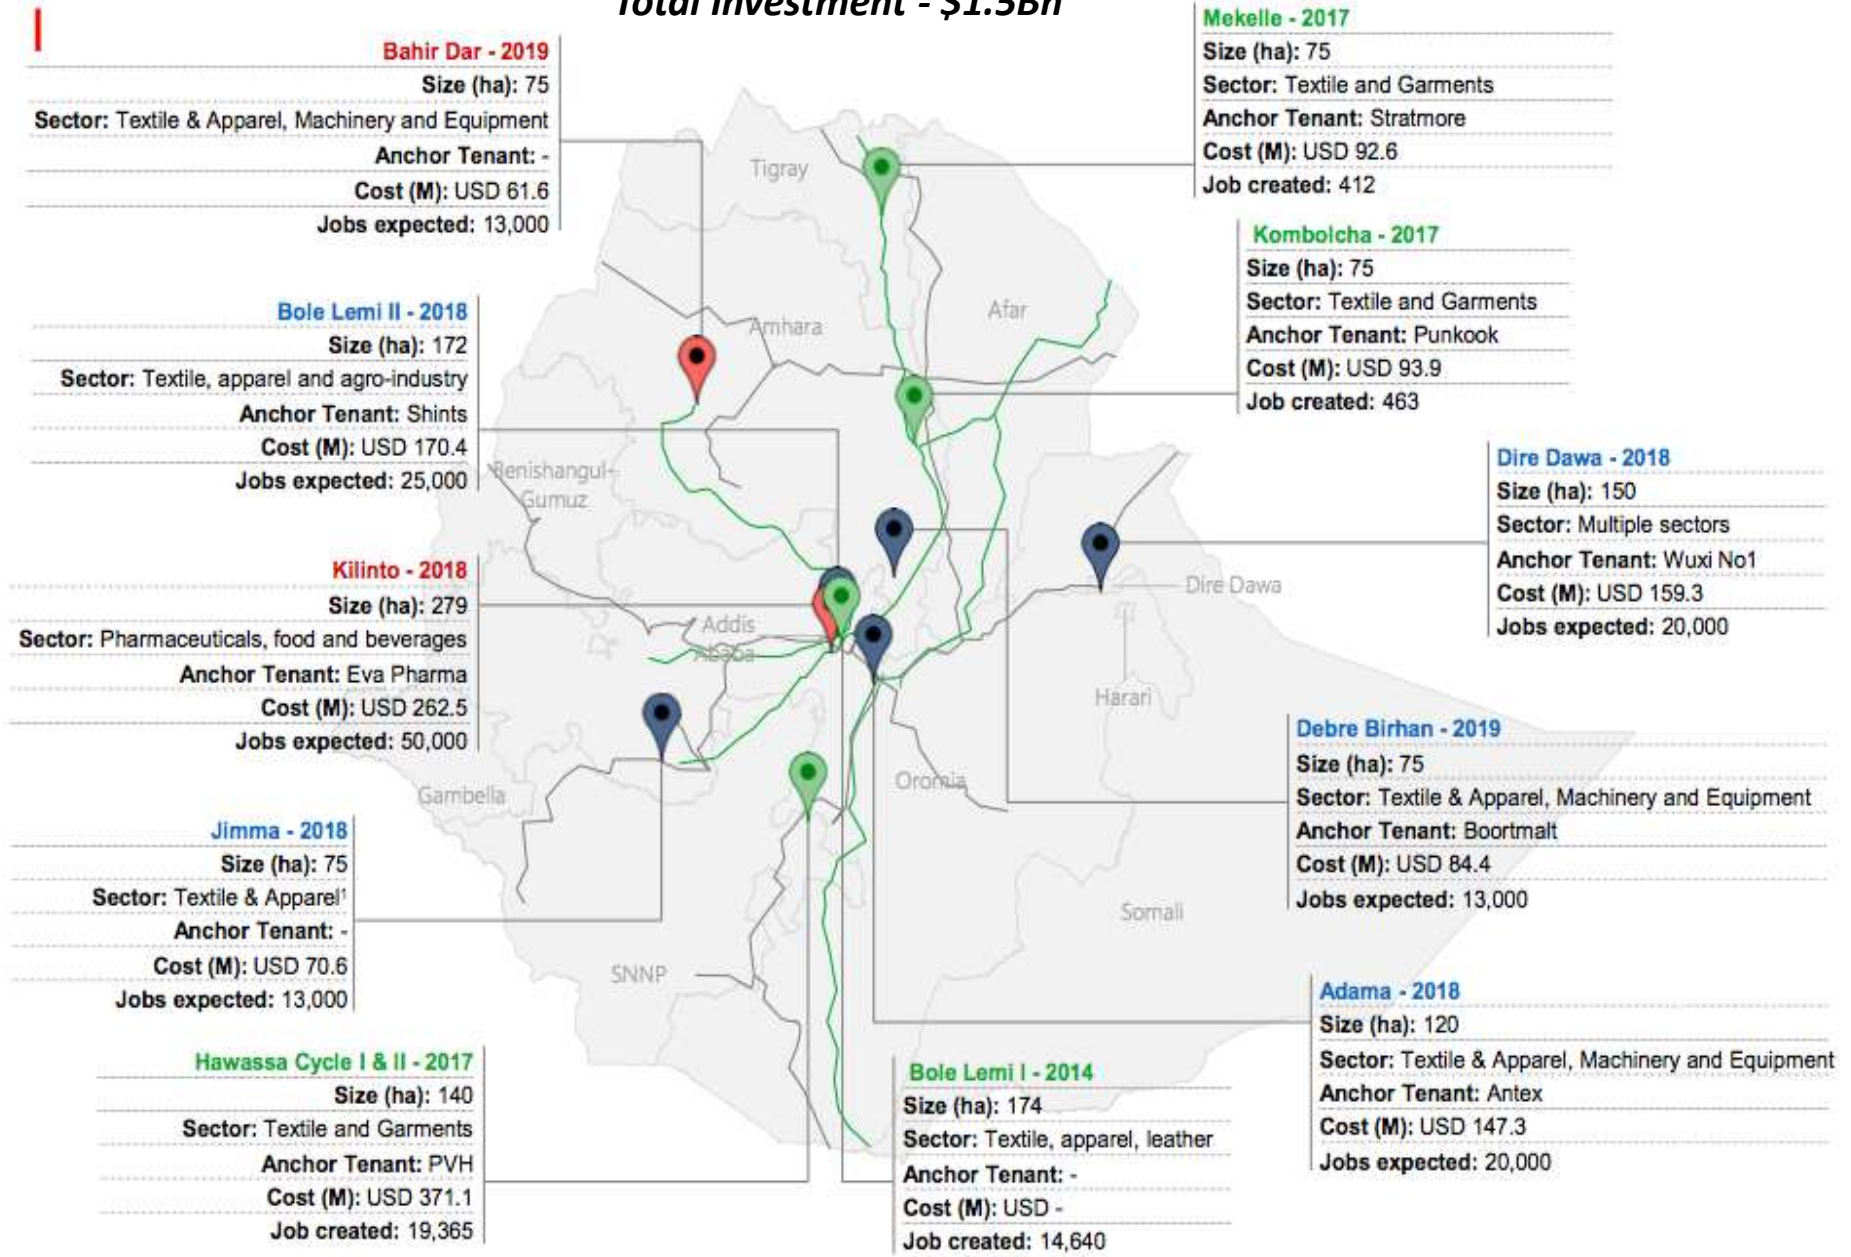 Total Investment - $1.5Bn
Bahir Dar - 2019
Size (ha): 75
Sector: Textile & Apparel, Machinery and Equipment
Anchor Tenant: -
Cost (M): USD 61.6
Jobs expected: 13,000
Mekelle - 2017
Size (ha): 75
Sector: Textile and Garments
Anchor Tenant: Stratmore
Cost (M): USD 92.6
Job created: 412
Kombolcha - 2017
Size (ha): 75
Sector: Textile and Garments
Anchor Tenant: Punkook
Cost (M): USD 93.9
Job created: 463
Bole Lemi II - 2018
Size (ha): 172
Sector: Textile, apparel and agro-industry
Anchor Tenant: Shints
Cost (M): USD 170.4
Jobs expected: 25,000
Dire Dawa - 2018
Size (ha): 150
Sector: Multiple sectors
Anchor Tenant: Wuxi No1
Cost (M): USD 159.3
Jobs expected: 20,000
Kilinto - 2018
Size (ha): 279
Sector: Pharmaceuticals, food and beverages
Anchor Tenant: Eva Pharma
Cost (M): USD 262.5
Jobs expected: 50,000
Debre Birhan - 2019
Size (ha): 75
Sector: Textile & Apparel, Machinery and Equipment
Anchor Tenant: Boortmalt
Cost (M): USD 84.4
Jobs expected: 13,000
Jimma - 2018
Size (ha): 75
Sector: Textile & Apparel¹
Anchor Tenant: -
Cost (M): USD 70.6
Jobs expected: 13,000
Adama - 2018
Size (ha): 120
Sector: Textile & Apparel, Machinery and Equipment
Anchor Tenant: Antex
Cost (M): USD 147.3
Jobs expected: 20,000
Hawassa Cycle I & II - 2017
Size (ha): 140
Sector: Textile and Garments
Anchor Tenant: PVH
Cost (M): USD 371.1
Job created: 19,365
Bole Lemi I - 2014
Size (ha): 174
Sector: Textile, apparel, leather
Anchor Tenant: -
Cost (M): USD -
Job created: 14,640
Tigray
Afar
Amhara
Benishangul-
Gumuz
Dire Dawa
Addis
Ababa
Harari
Oromia
Gambella
Somali
SNNP